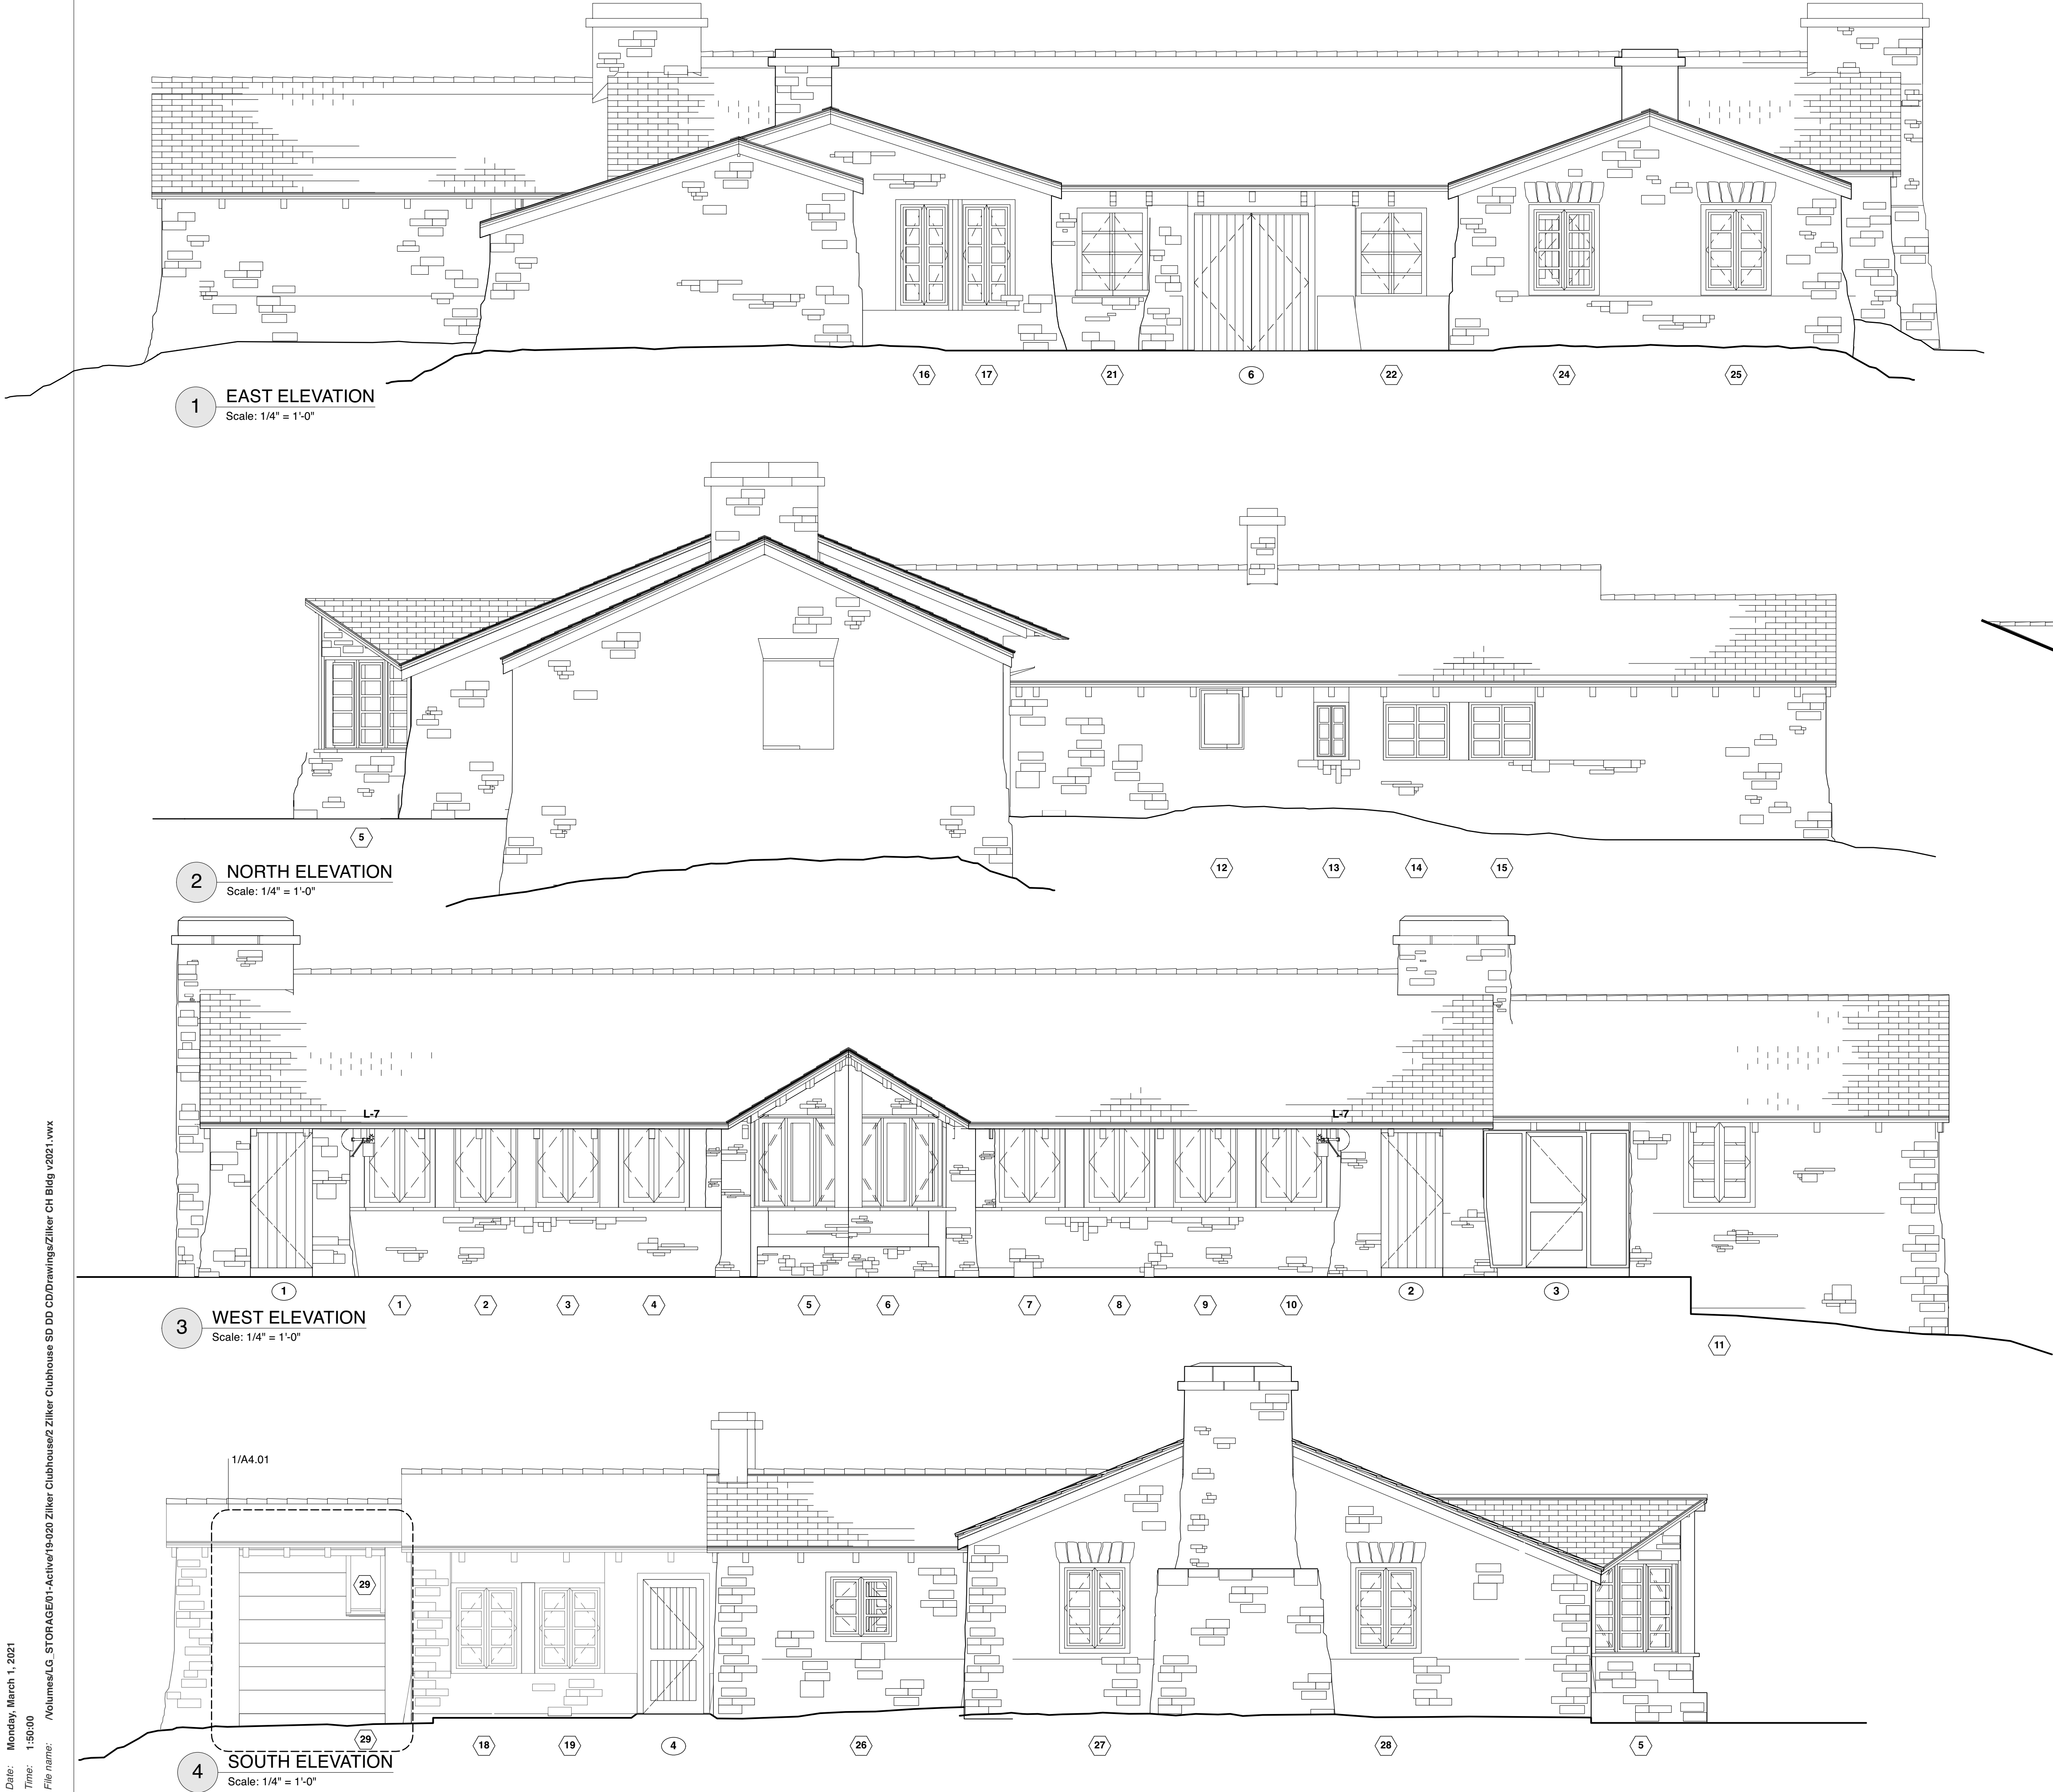 16 17 21 6 22 24 25
1 EAST ELEVATION
Scale: 1/4" = 1'-0"
5
12 13 14 15
2 NORTH ELEVATION
Scale: 1/4" = 1'-0"
L-7 L-7
1 1 2 3 4 5 6 7 8 9 10 2 3
11
3 WEST ELEVATION
Scale: 1/4" = 1'-0"
1/A4.01
29
29 18 19 4 26 27 28 5
4 SOUTH ELEVATION
Scale: 1/4" = 1'-0"
Date: Monday, March 1, 2021
Time: 1:50:00
File name: /Volumes/LG_STORAGE/01-Active/19-020 Zilker Clubhouse/2 Zilker Clubhouse SD DD CD/Drawings/Zilker CH Bldg v2021.vwx